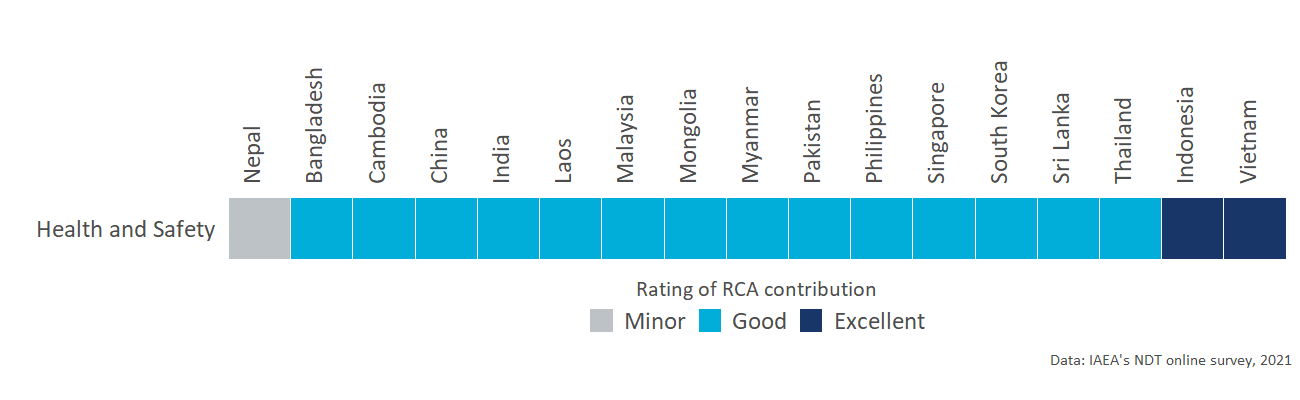 Nepal
Bangladesh
Cambodia
China
India
Laos
Malaysia
Mongolia
Myanmar
Pakistan
Philippines
Singapore
South Korea
Sri Lanka
Thailand
Indonesia
Vietnam
Health and Safety
Rating of RCA contribution
Minor Good Excellent
Data: IAEA's NDT online survey, 2021